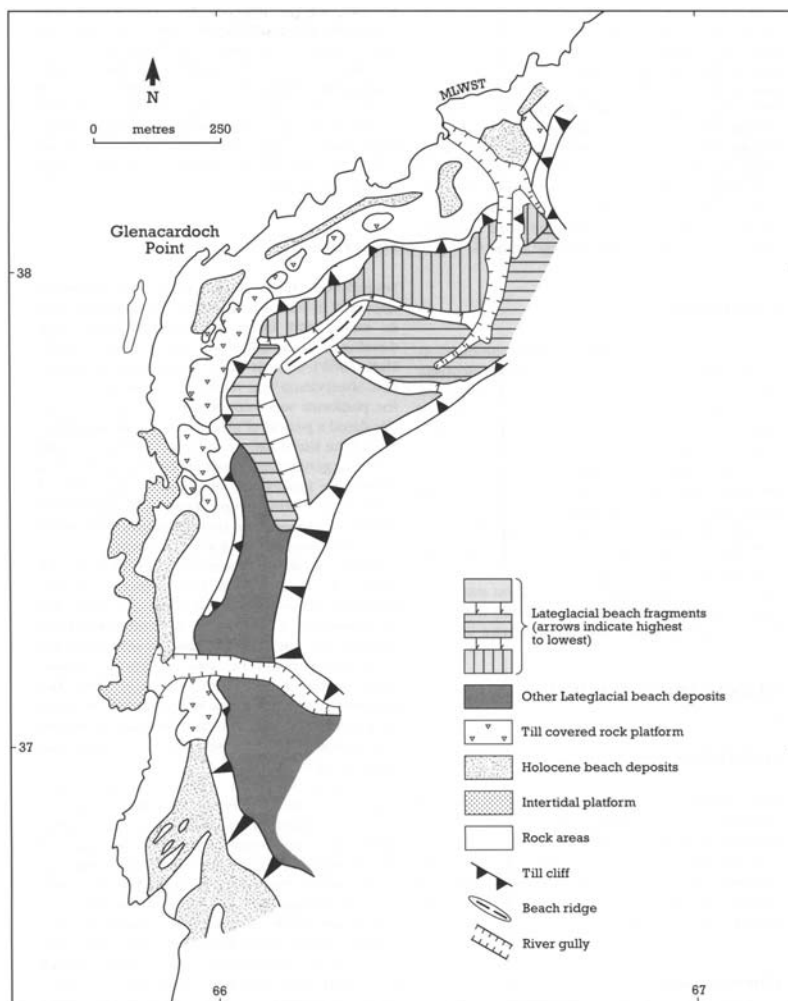 MLWST
N
0 metres 250
Glenacardoch
Point
38
37
Lateglacial beach fragments
(arrows indicate highest
to lowest)
Other Lateglacial beach deposits
Till covered rock platform
Holocene beach deposits
Intertidal platform
Rock areas
Till cliff
Beach ridge
River gully
66
67